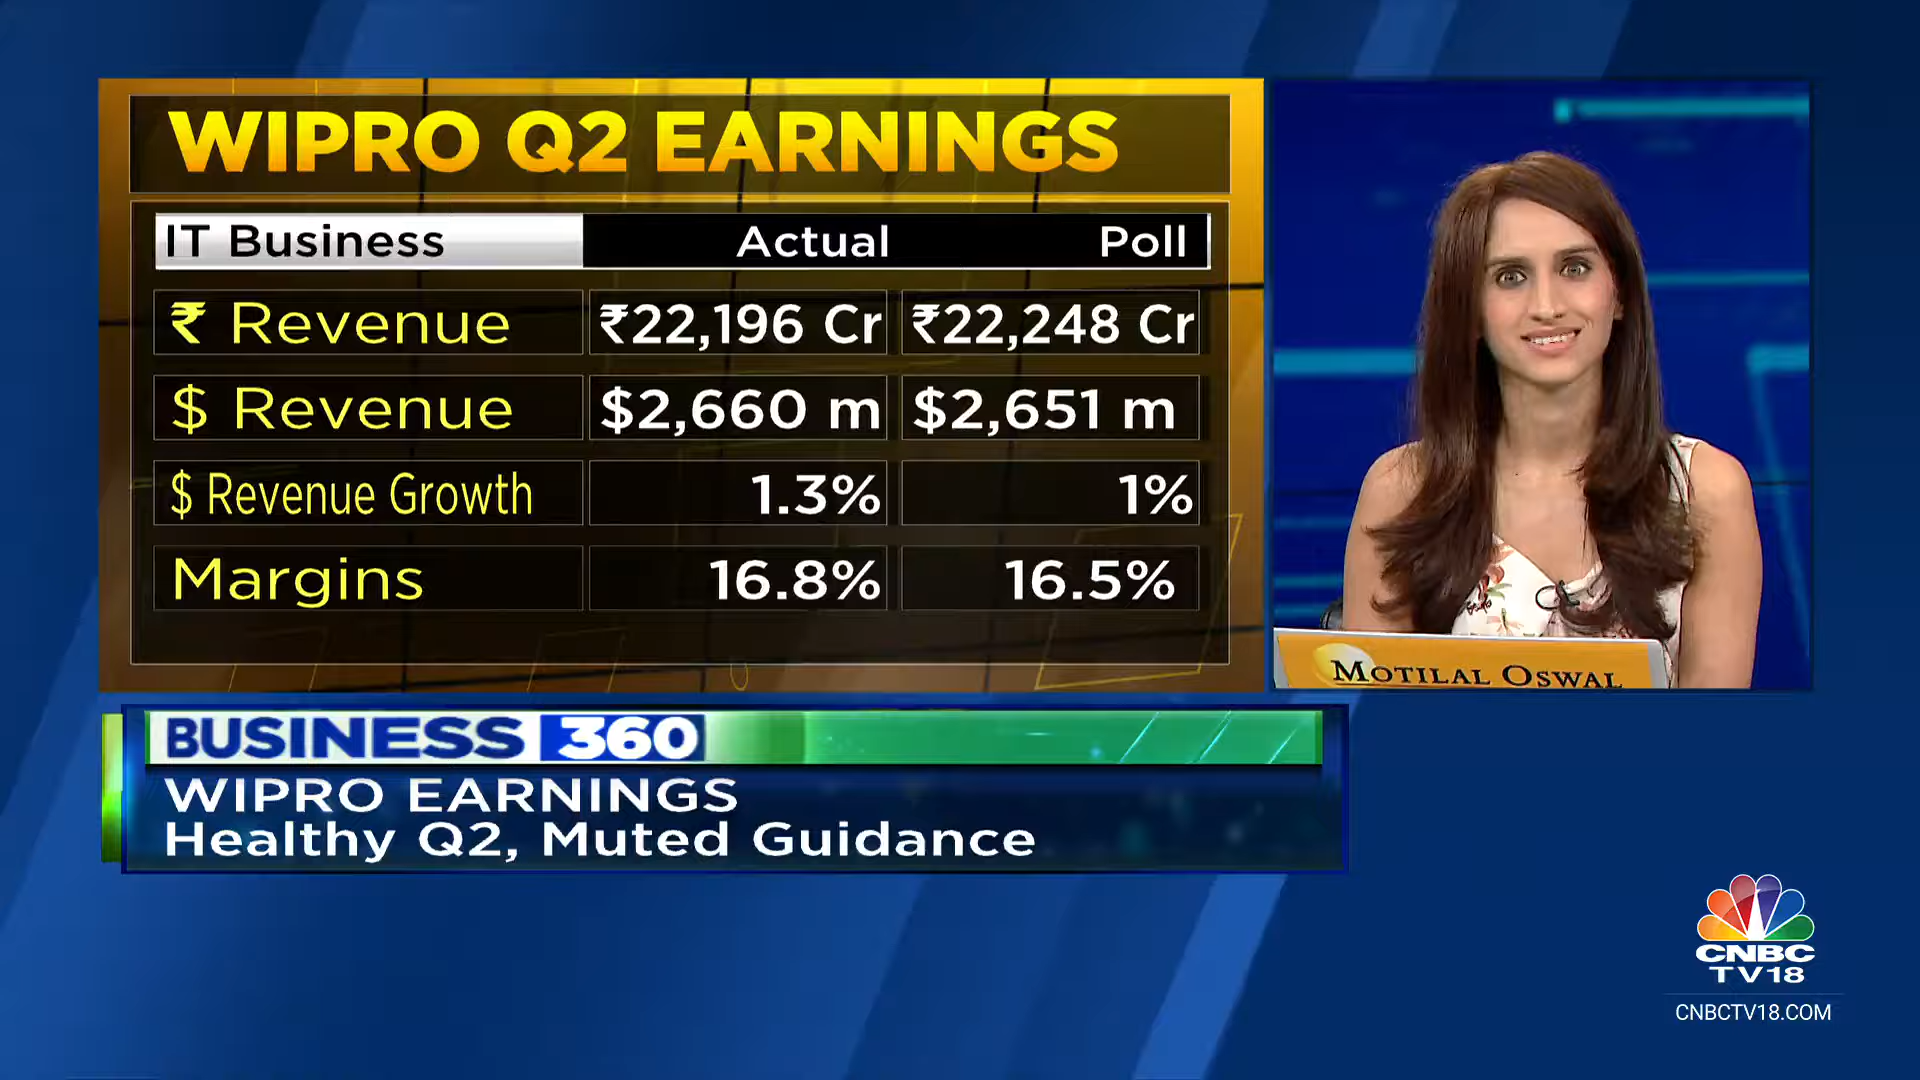 WIPRO Q2 EARNINGS
IT Business Actual Poll
₹ Revenue ₹22,196 Cr ₹22,248 Cr
$ Revenue $2,660 m $2,651 m
$ Revenue Growth 1.3% 1%
Margins 16.8% 16.5%
MOTILAL OSWAL
BUSINESS 360
WIPRO EARNINGS
Healthy Q2, Muted Guidance
CNBC
TV18
CNBCTV18.COM